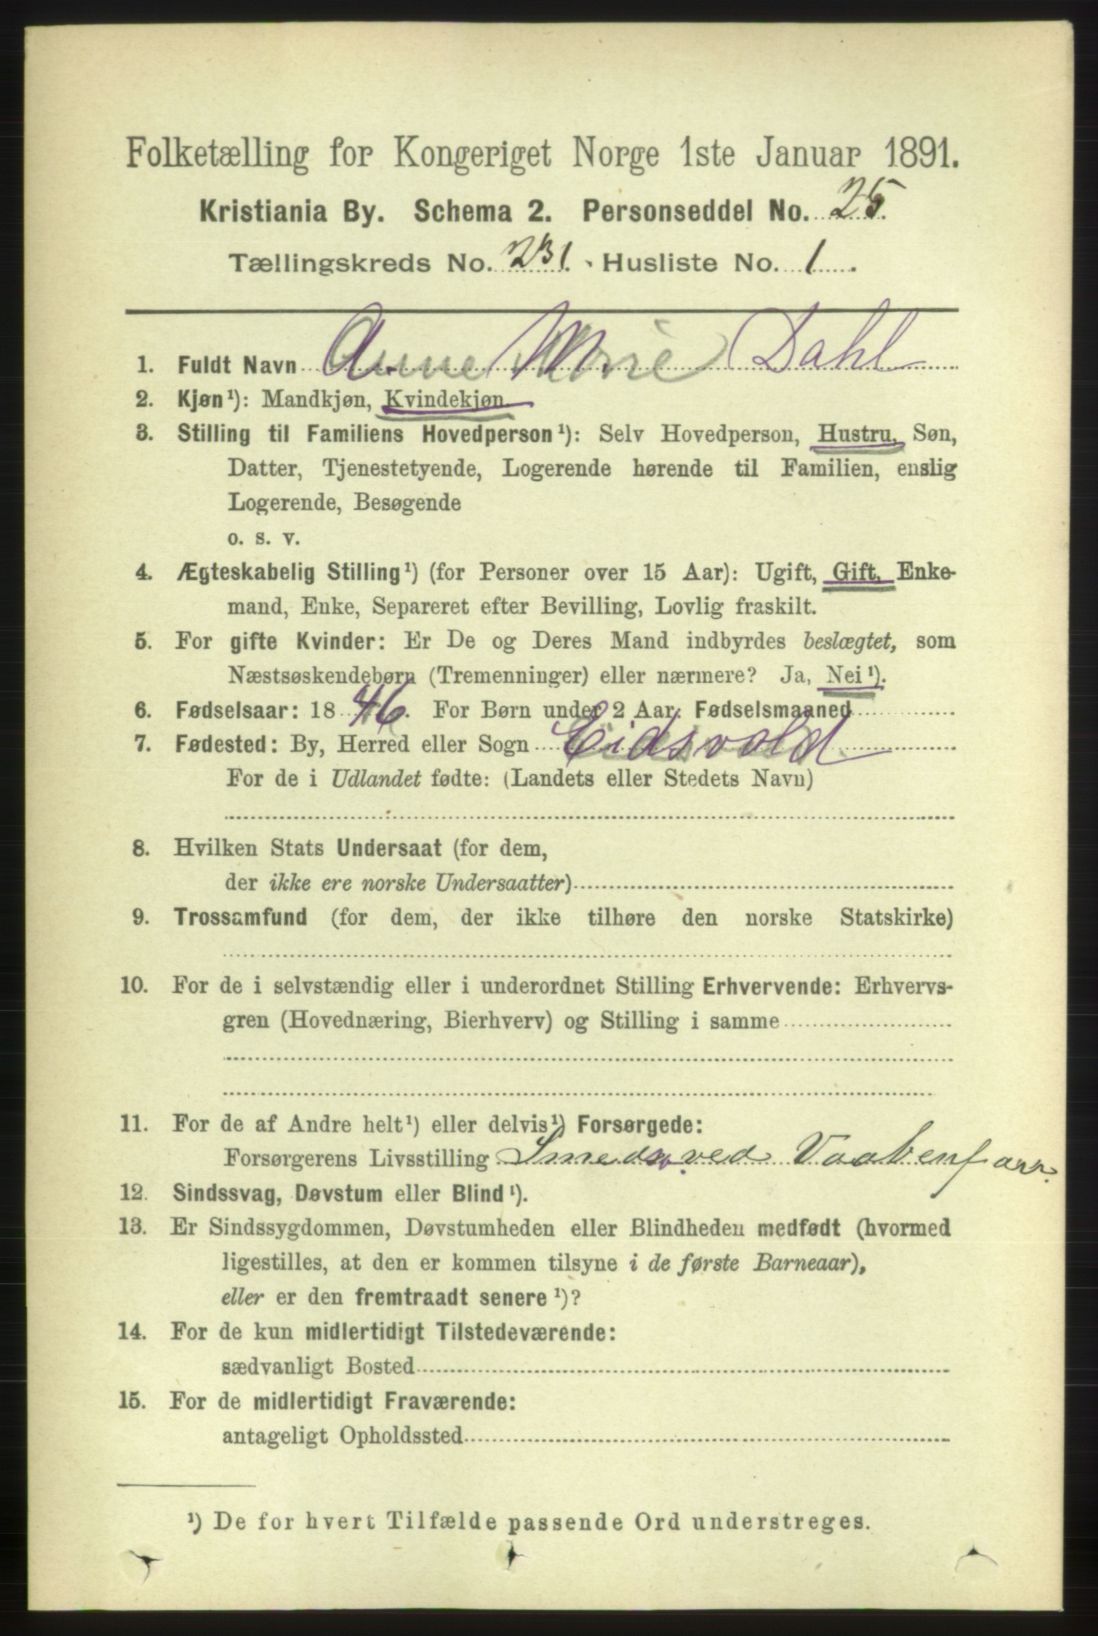 Folketælling for Kongeriget Norge 1ste Januar 1891.
Kristiania By. Schema 2. Personseddel No. 25.
Tællingskreds No. 231. Husliste No. 1.
1. Fuldt Navn Anne Marie Dahl
2. Kjøn¹): Mandkjøn, Kvindekjøn.
3. Stilling til Familiens Hovedperson¹): Selv Hovedperson, Hustru, Søn,
Datter, Tjenestetyende, Logerende hørende til Familien, enslig
Logerende, Besøgende
o. s. v.
4. Ægteskabelig Stilling¹) (for Personer over 15 Aar): Ugift, Gift, Enke-
mand, Enke, Separeret efter Bevilling, Lovlig fraskilt.
5. For gifte Kvinder: Er De og Deres Mand indbyrdes beslægtet, som
Næstsøskendebørn (Tremenninger) eller nærmere? Ja, Nei¹).
6. Fødselsaar: 1846. For Børn under 2 Aar, Fødselsmaaned
7. Fødested: By, Herred eller Sogn Eidsvold
For de i Udlandet fødte: (Landets eller Stedets Navn)
8. Hvilken Stats Undersaat (for dem,
der ikke ere norske Undersaatter)
9. Trossamfund (for dem, der ikke tilhøre den norske Statskirke)
10. For de i selvstændig eller i underordnet Stilling Erhvervende: Erhvervs-
gren (Hovednæring, Bierhverv) og Stilling i samme
11. For de af Andre helt¹) eller delvis¹) Forsørgede:
Forsørgerens Livsstilling Smedsv. ved Vaabenfarr.
12. Sindssvag, Døvstum eller Blind¹).
13. Er Sindssygdommen, Døvstumheden eller Blindheden medfødt (hvormed
ligestilles, at den er kommen tilsyne i de første Barneaar),
eller er den fremtraadt senere¹)?
14. For de kun midlertidigt Tilstedeværende:
sædvanligt Bosted
15. For de midlertidigt Fraværende:
antageligt Opholdssted
¹) De for hvert Tilfælde passende Ord understreges.